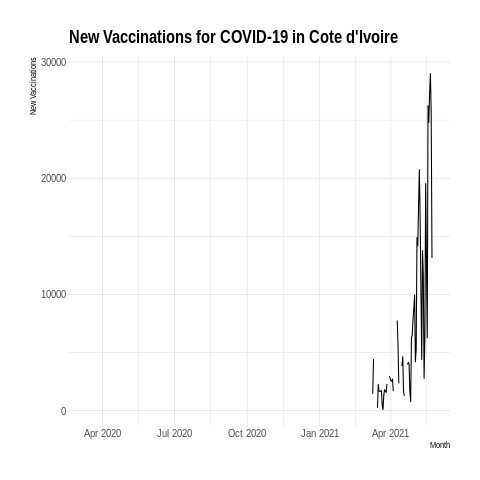 New Vaccinations for COVID-19 in Cote d'Ivoire
New Vaccinations
30000
20000
10000
0
Apr 2020 Jul 2020 Oct 2020 Jan 2021 Apr 2021
Month